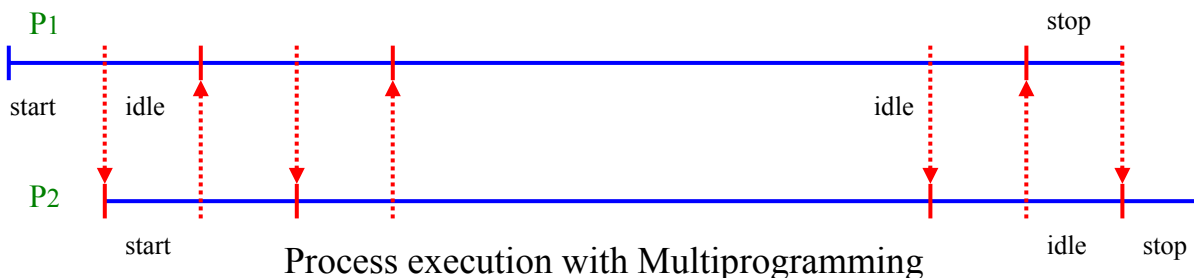 P1
stop
start
idle
idle
P2
start
idle
stop
Process execution with Multiprogramming